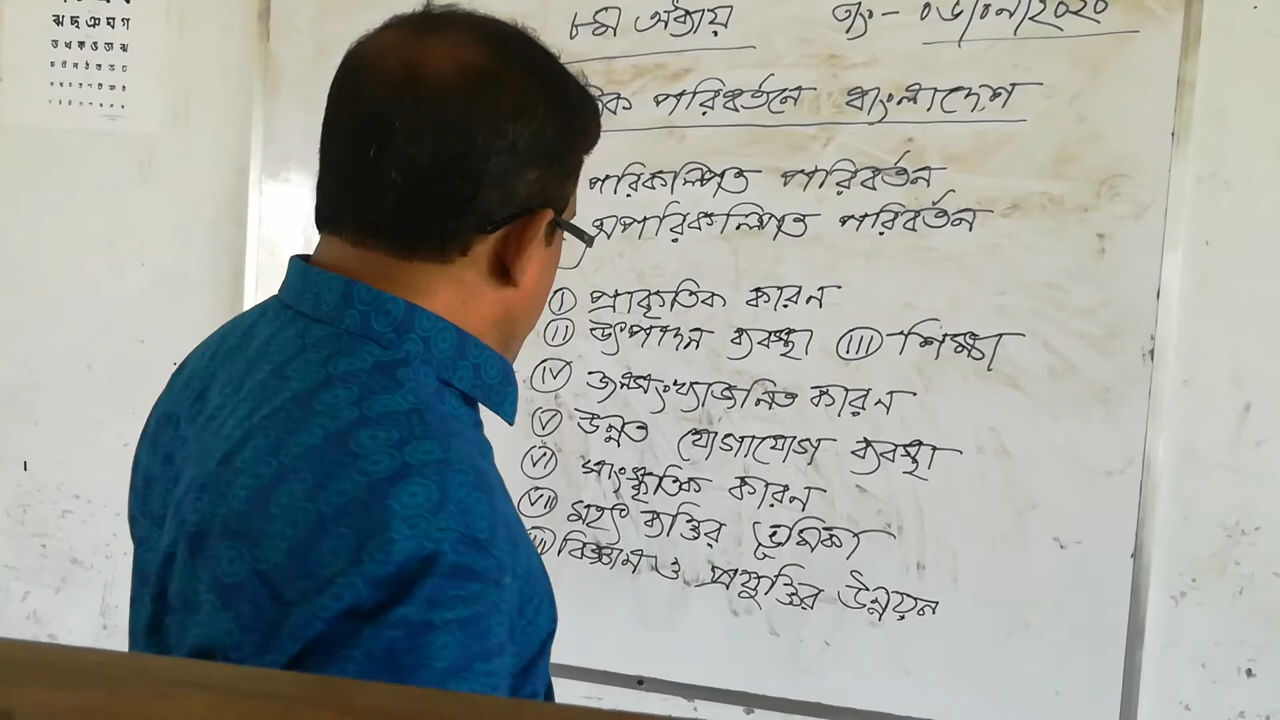 ঝ ছ ঞ ঘ গ
ড খ ক ঙ জ ঝ
৮ম অধ্যায় তাং - ০৬/০৭/২০২০
পরিবর্তনে বাংলাদেশ
পরিকল্পিত পরিবর্তন
অপরিকল্পিত পরিবর্তন
I প্রাকৃতিক কারন
II উৎপাদন ব্যবস্থা III শিক্ষা
IV জনসংখ্যাজনিত কারন
V উন্নত যোগাযোগ ব্যবস্থা
VI সাংস্কৃতিক কারন
VII মহৎ ব্যক্তির ভূমিকা
বিজ্ঞান ও প্রযুক্তির উন্নয়ন